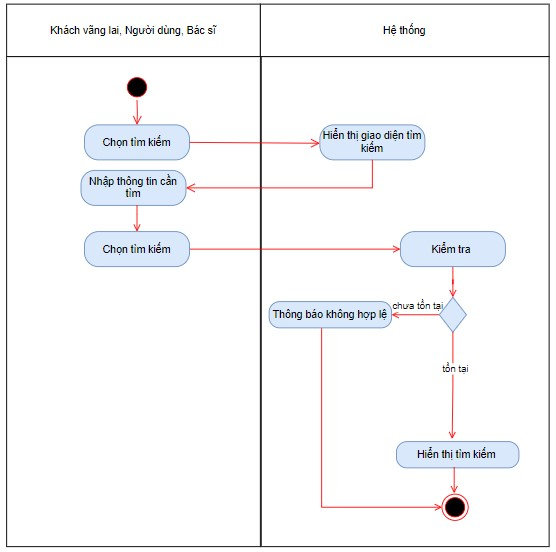 Khách vãng lai, Người dùng, Bác sĩ
Hệ thống
Chọn tìm kiếm
Hiển thị giao diện tìm
kiếm
Nhập thông tin cần
tìm
Chọn tìm kiếm
Kiểm tra
Thông báo không hợp lệ
chưa tồn tại
tồn tại
Hiển thị tìm kiếm